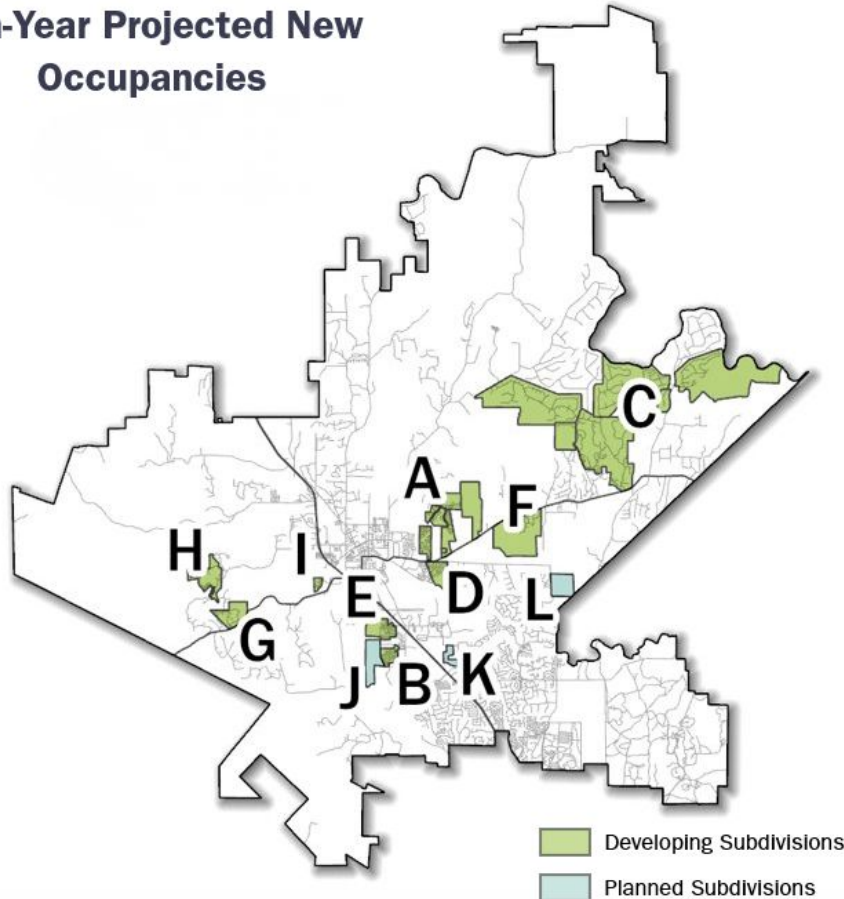 -Year Projected New
Occupancies
C
A
F
H
I
E
D
L
G
J
B
K
Developing Subdivisions
Planned Subdivisions